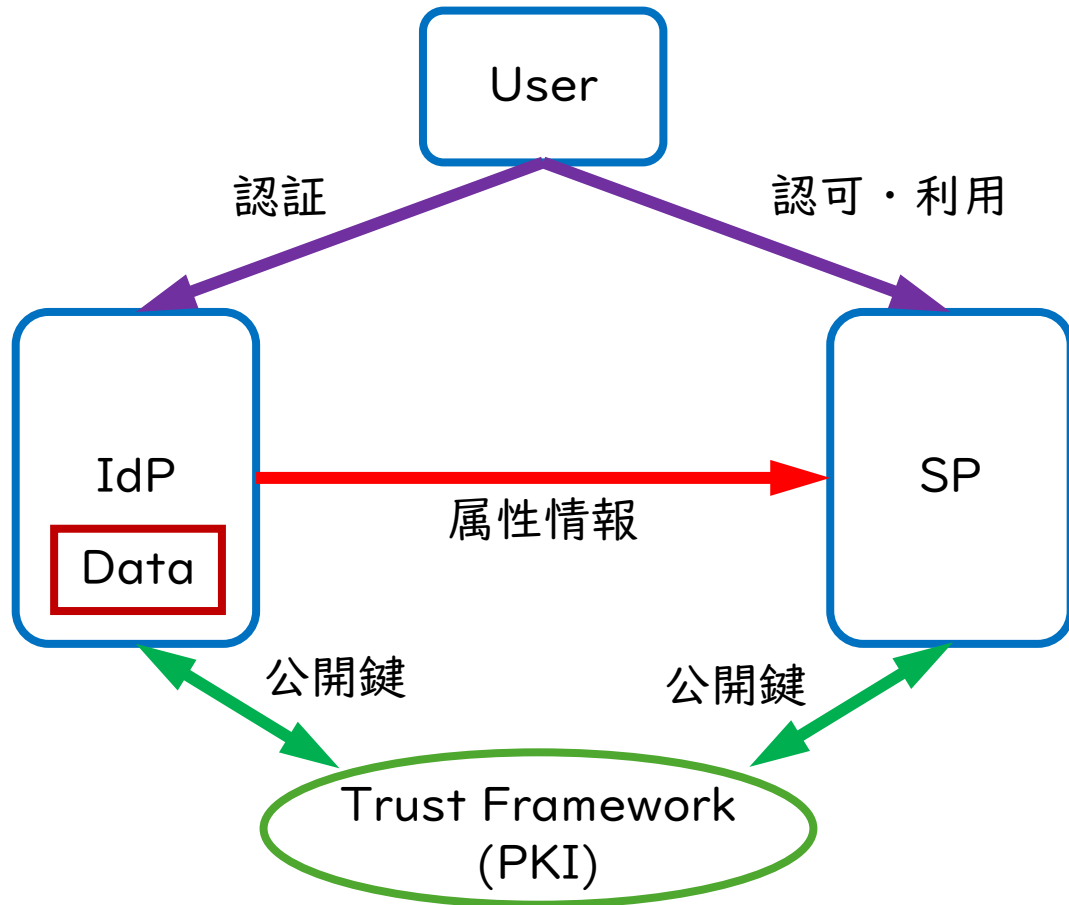 User
認証
認可・利用
IdP
SP
属性情報
Data
公開鍵
公開鍵
Trust Framework
(PKI)